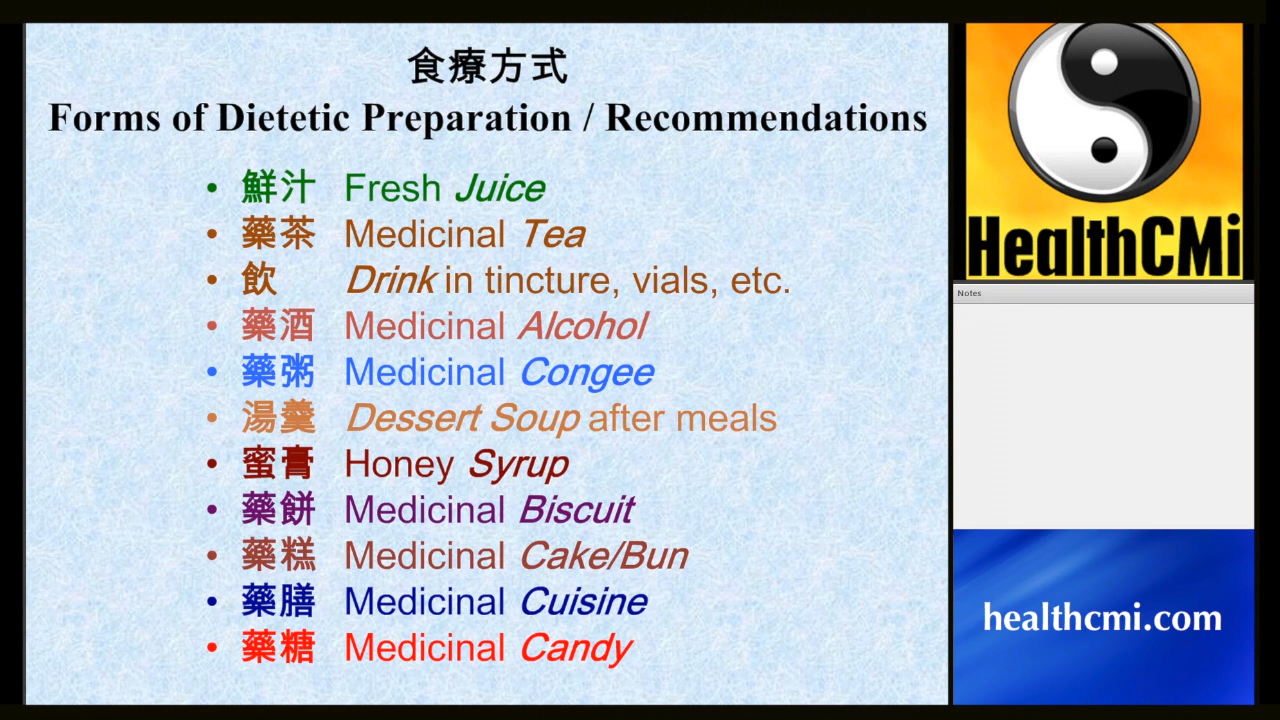 食療方式
Forms of Dietetic Preparation / Recommendations
• 鮮汁 Fresh Juice
• 藥茶 Medicinal Tea
• 飲 Drink in tincture, vials, etc.
• 藥酒 Medicinal Alcohol
• 藥粥 Medicinal Congee
• 湯羹 Dessert Soup after meals
• 蜜膏 Honey Syrup
• 藥餅 Medicinal Biscuit
• 藥糕 Medicinal Cake/Bun
• 藥膳 Medicinal Cuisine
• 藥糖 Medicinal Candy
HealthCMi
Notes
healthcmi.com